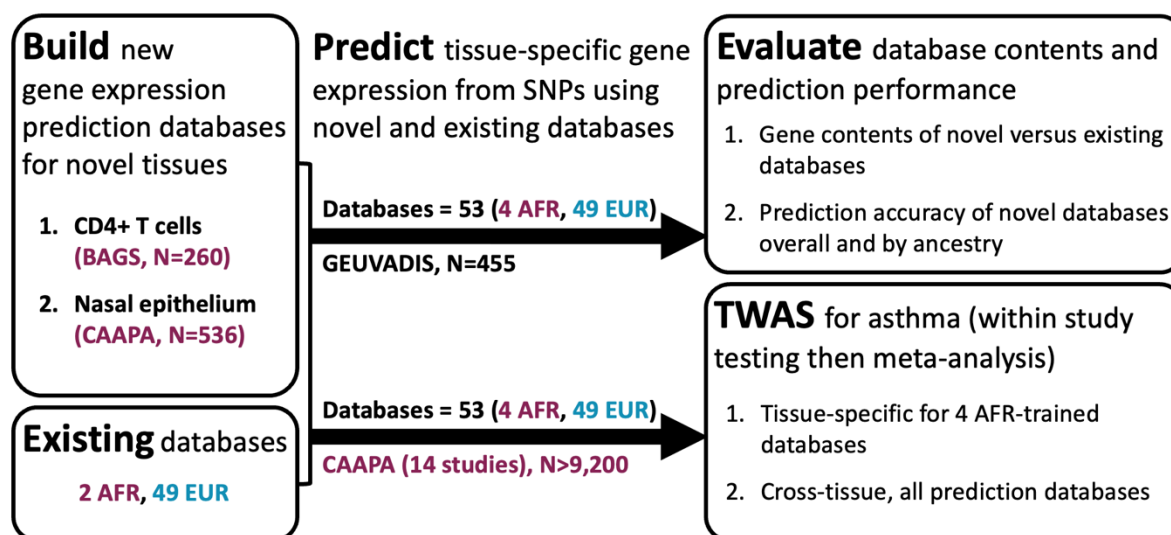 Build new
gene expression
prediction databases
for novel tissues
1. CD4+ T cells
(BAGS, N=260)
2. Nasal epithelium
(CAAPA, N=536)
Existing databases
2 AFR, 49 EUR
Predict tissue-specific gene
expression from SNPs using
novel and existing databases
Databases = 53 (4 AFR, 49 EUR)
GEUVADIS, N=455
Databases = 53 (4 AFR, 49 EUR)
CAAPA (14 studies), N>9,200
Evaluate database contents and
prediction performance
1. Gene contents of novel versus existing
databases
2. Prediction accuracy of novel databases
overall and by ancestry
TWAS for asthma (within study
testing then meta-analysis)
1. Tissue-specific for 4 AFR-trained
databases
2. Cross-tissue, all prediction databases